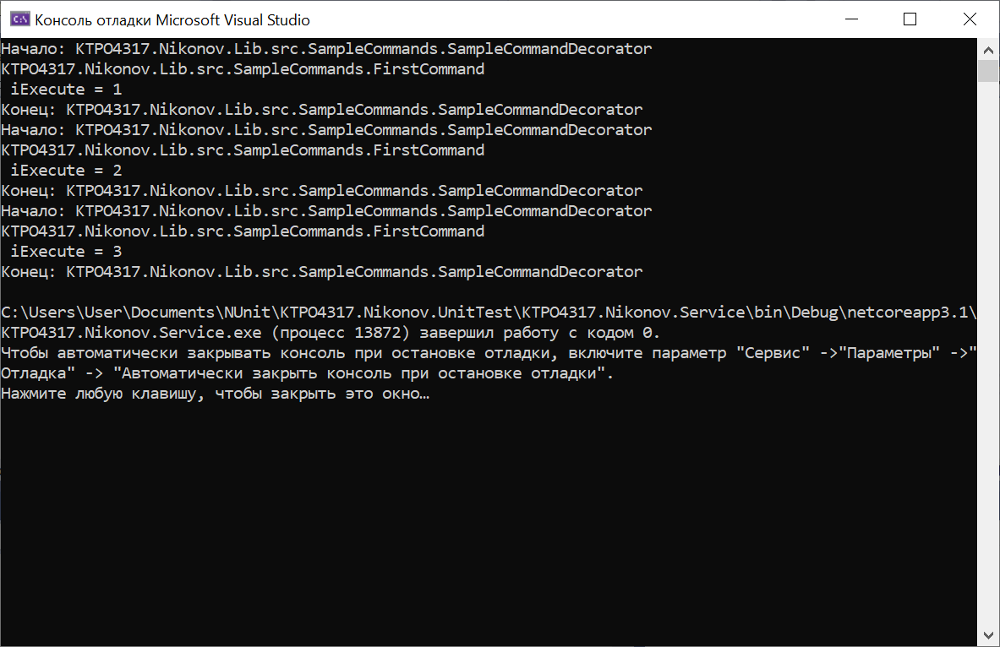 Консоль отладки Microsoft Visual Studio
Начало: KTPO4317.Nikonov.Lib.src.SampleCommands.SampleCommandDecorator
KTPO4317.Nikonov.Lib.src.SampleCommands.FirstCommand
 iExecute = 1
Конец: KTPO4317.Nikonov.Lib.src.SampleCommands.SampleCommandDecorator
Начало: KTPO4317.Nikonov.Lib.src.SampleCommands.SampleCommandDecorator
KTPO4317.Nikonov.Lib.src.SampleCommands.FirstCommand
 iExecute = 2
Конец: KTPO4317.Nikonov.Lib.src.SampleCommands.SampleCommandDecorator
Начало: KTPO4317.Nikonov.Lib.src.SampleCommands.SampleCommandDecorator
KTPO4317.Nikonov.Lib.src.SampleCommands.FirstCommand
 iExecute = 3
Конец: KTPO4317.Nikonov.Lib.src.SampleCommands.SampleCommandDecorator
C:\Users\User\Documents\NUnit\KTPO4317.Nikonov.UnitTest\KTPO4317.Nikonov.Service\bin\Debug\netcoreapp3.1\
KTPO4317.Nikonov.Service.exe (процесс 13872) завершил работу с кодом 0.
Чтобы автоматически закрывать консоль при остановке отладки, включите параметр "Сервис" ->"Параметры" ->"
Отладка" -> "Автоматически закрыть консоль при остановке отладки".
Нажмите любую клавишу, чтобы закрыть это окно…